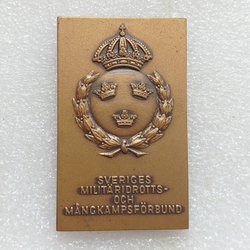 SVERIGES
MILITÄRIDROTTS-
OCH
MÅNGKAMPSFÖRBUND